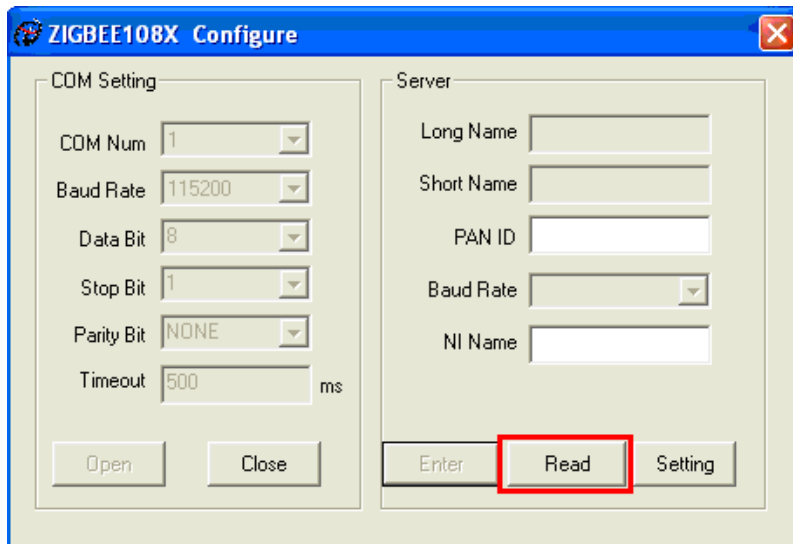 ZIGBEE108X Configure
COM Setting
COM Num 1
Baud Rate 115200
Data Bit 8
Stop Bit 1
Parity Bit NONE
Timeout 500 ms
Open Close
Server
Long Name
Short Name
PAN ID
Baud Rate
NI Name
Enter Read Setting